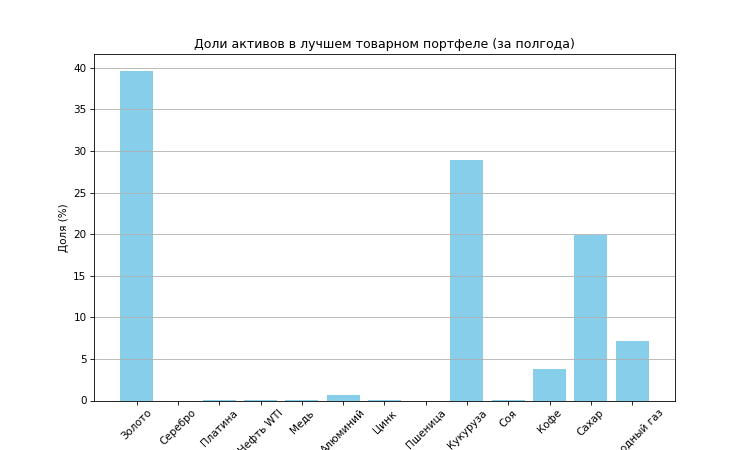 Доли активов в лучшем товарном портфеле (за полгода)
Доля (%)
40
35
30
25
20
15
10
5
0
Золото
Серебро
Платина
Нефть WTI
Медь
Алюминий
Цинк
Пшеница
Кукуруза
Соя
Кофе
Сахар
газ